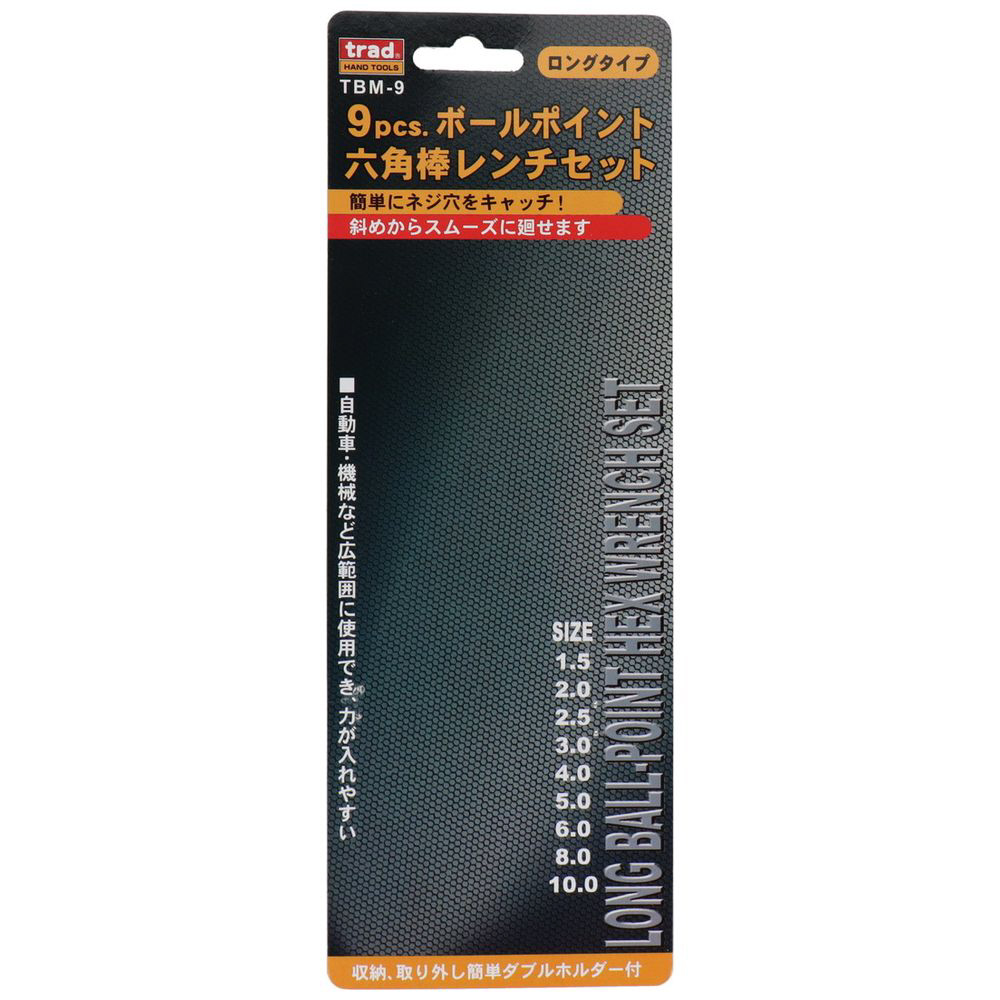 trad®
HAND TOOLS
TBM-9
ロングタイプ
9pcs. ボールポイント
六角棒レンチセット
簡単にネジ穴をキャッチ!
斜めからスムーズに廻せます
■自動車・機械など広範囲に使用でき、力が入れやすい
LONG BALL-POINT HEX WRENCH SET
SIZE
1.5
2.0
2.5
3.0
4.0
5.0
6.0
8.0
10.0
収納、取り外し簡単ダブルホルダー付